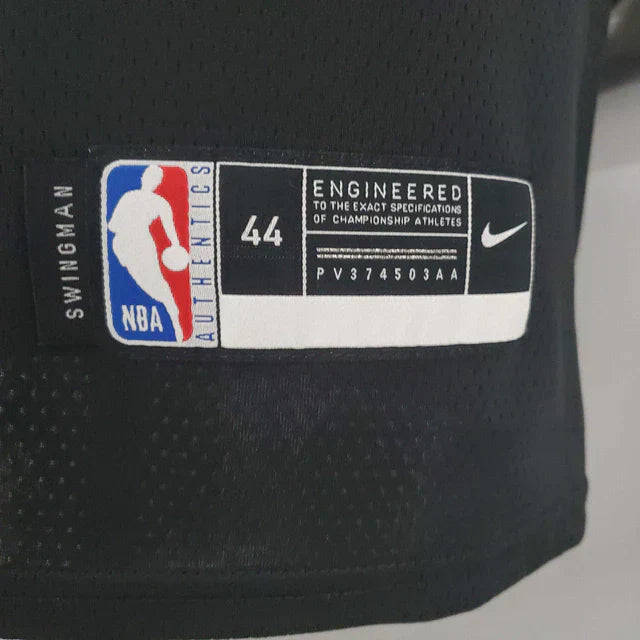 SWINGMAN
NBA
AUTHENTICS
44
ENGINEERED
TO THE EXACT SPECIFICATIONS
OF CHAMPIONSHIP ATHLETES
PV374503AA